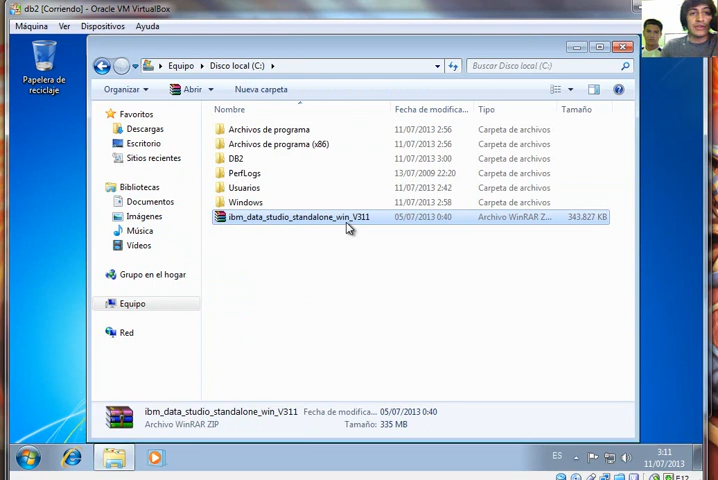 db2 [Corriendo] - Oracle VM VirtualBox
Máquina Ver Dispositivos Ayuda
Papelera de reciclaje
Equipo Disco local (C:)
Buscar Disco local (C:)
Organizar Abrir Nueva carpeta
Nombre Fecha de modifica... Tipo Tamaño
Favoritos
Descargas
Escritorio
Sitios recientes
Bibliotecas
Documentos
Imágenes
Música
Vídeos
Grupo en el hogar
Equipo
Red
Archivos de programa 11/07/2013 2:56 Carpeta de archivos
Archivos de programa (x86) 11/07/2013 2:56 Carpeta de archivos
DB2 11/07/2013 3:00 Carpeta de archivos
PerfLogs 13/07/2009 22:20 Carpeta de archivos
Usuarios 11/07/2013 2:42 Carpeta de archivos
Windows 11/07/2013 2:58 Carpeta de archivos
ibm_data_studio_standalone_win_V311 05/07/2013 0:40 Archivo WinRAR Z... 343.827 KB
ibm_data_studio_standalone_win_V311 Fecha de modifica... 05/07/2013 0:40
Archivo WinRAR ZIP Tamaño: 335 MB
ES 3:11
11/07/2013